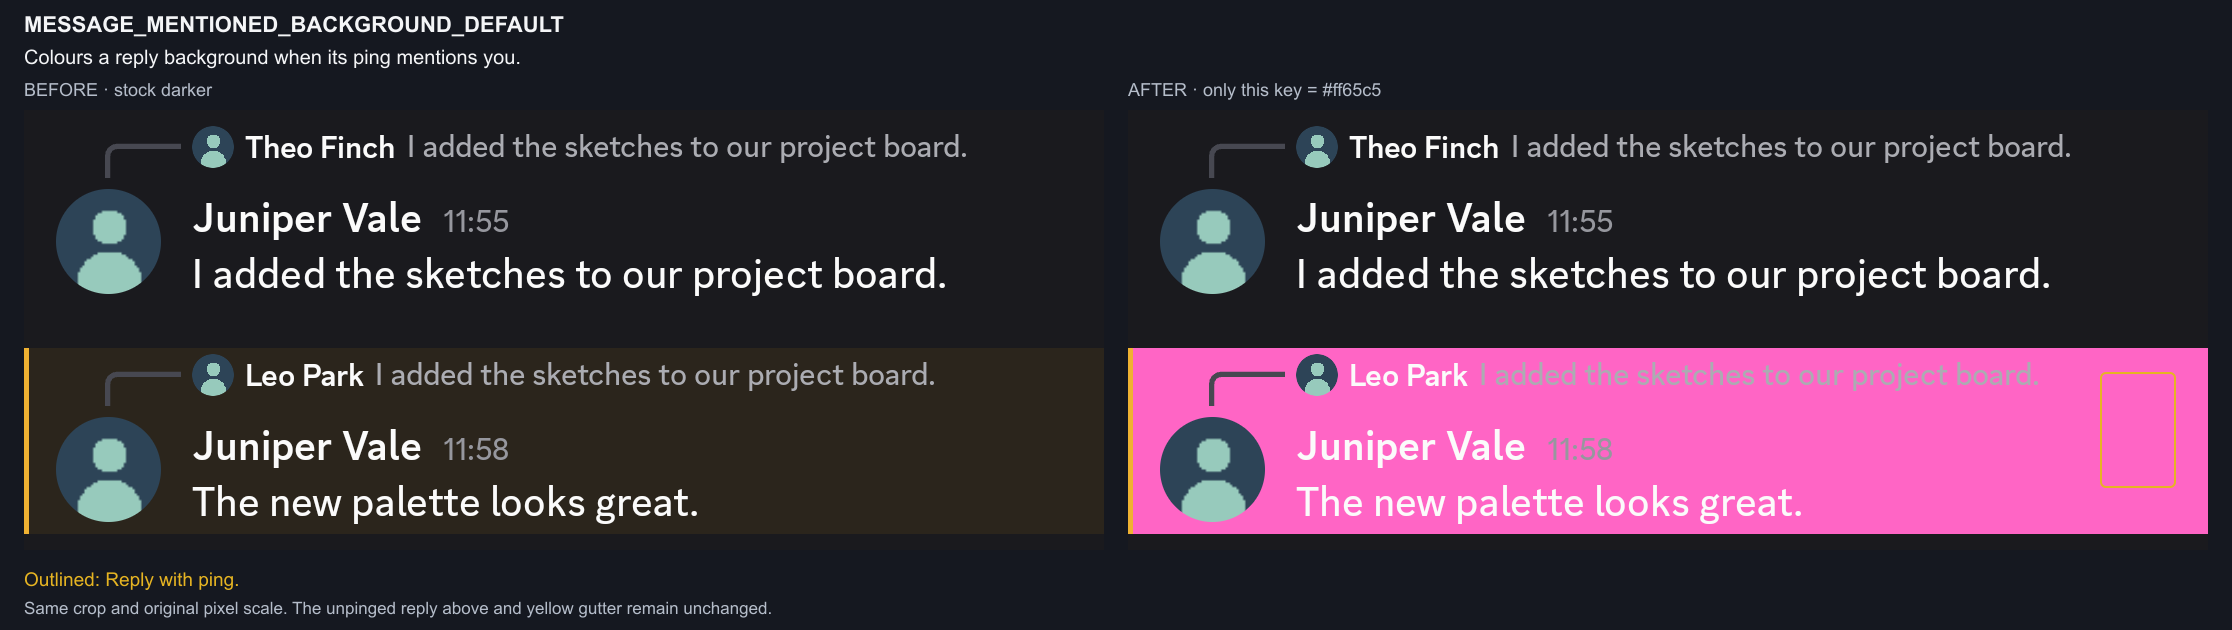 MESSAGE_MENTIONED_BACKGROUND_DEFAULT
Colours a reply background when its ping mentions you.
BEFORE · stock darker
Theo Finch I added the sketches to our project board.
Juniper Vale 11:55
I added the sketches to our project board.
Leo Park I added the sketches to our project board.
Juniper Vale 11:58
The new palette looks great.
AFTER · only this key = #ff65c5
Theo Finch I added the sketches to our project board.
Juniper Vale 11:55
I added the sketches to our project board.
Leo Park I added the sketches to our project board.
Juniper Vale 11:58
The new palette looks great.
Outlined: Reply with ping.
Same crop and original pixel scale. The unpinged reply above and yellow gutter remain unchanged.